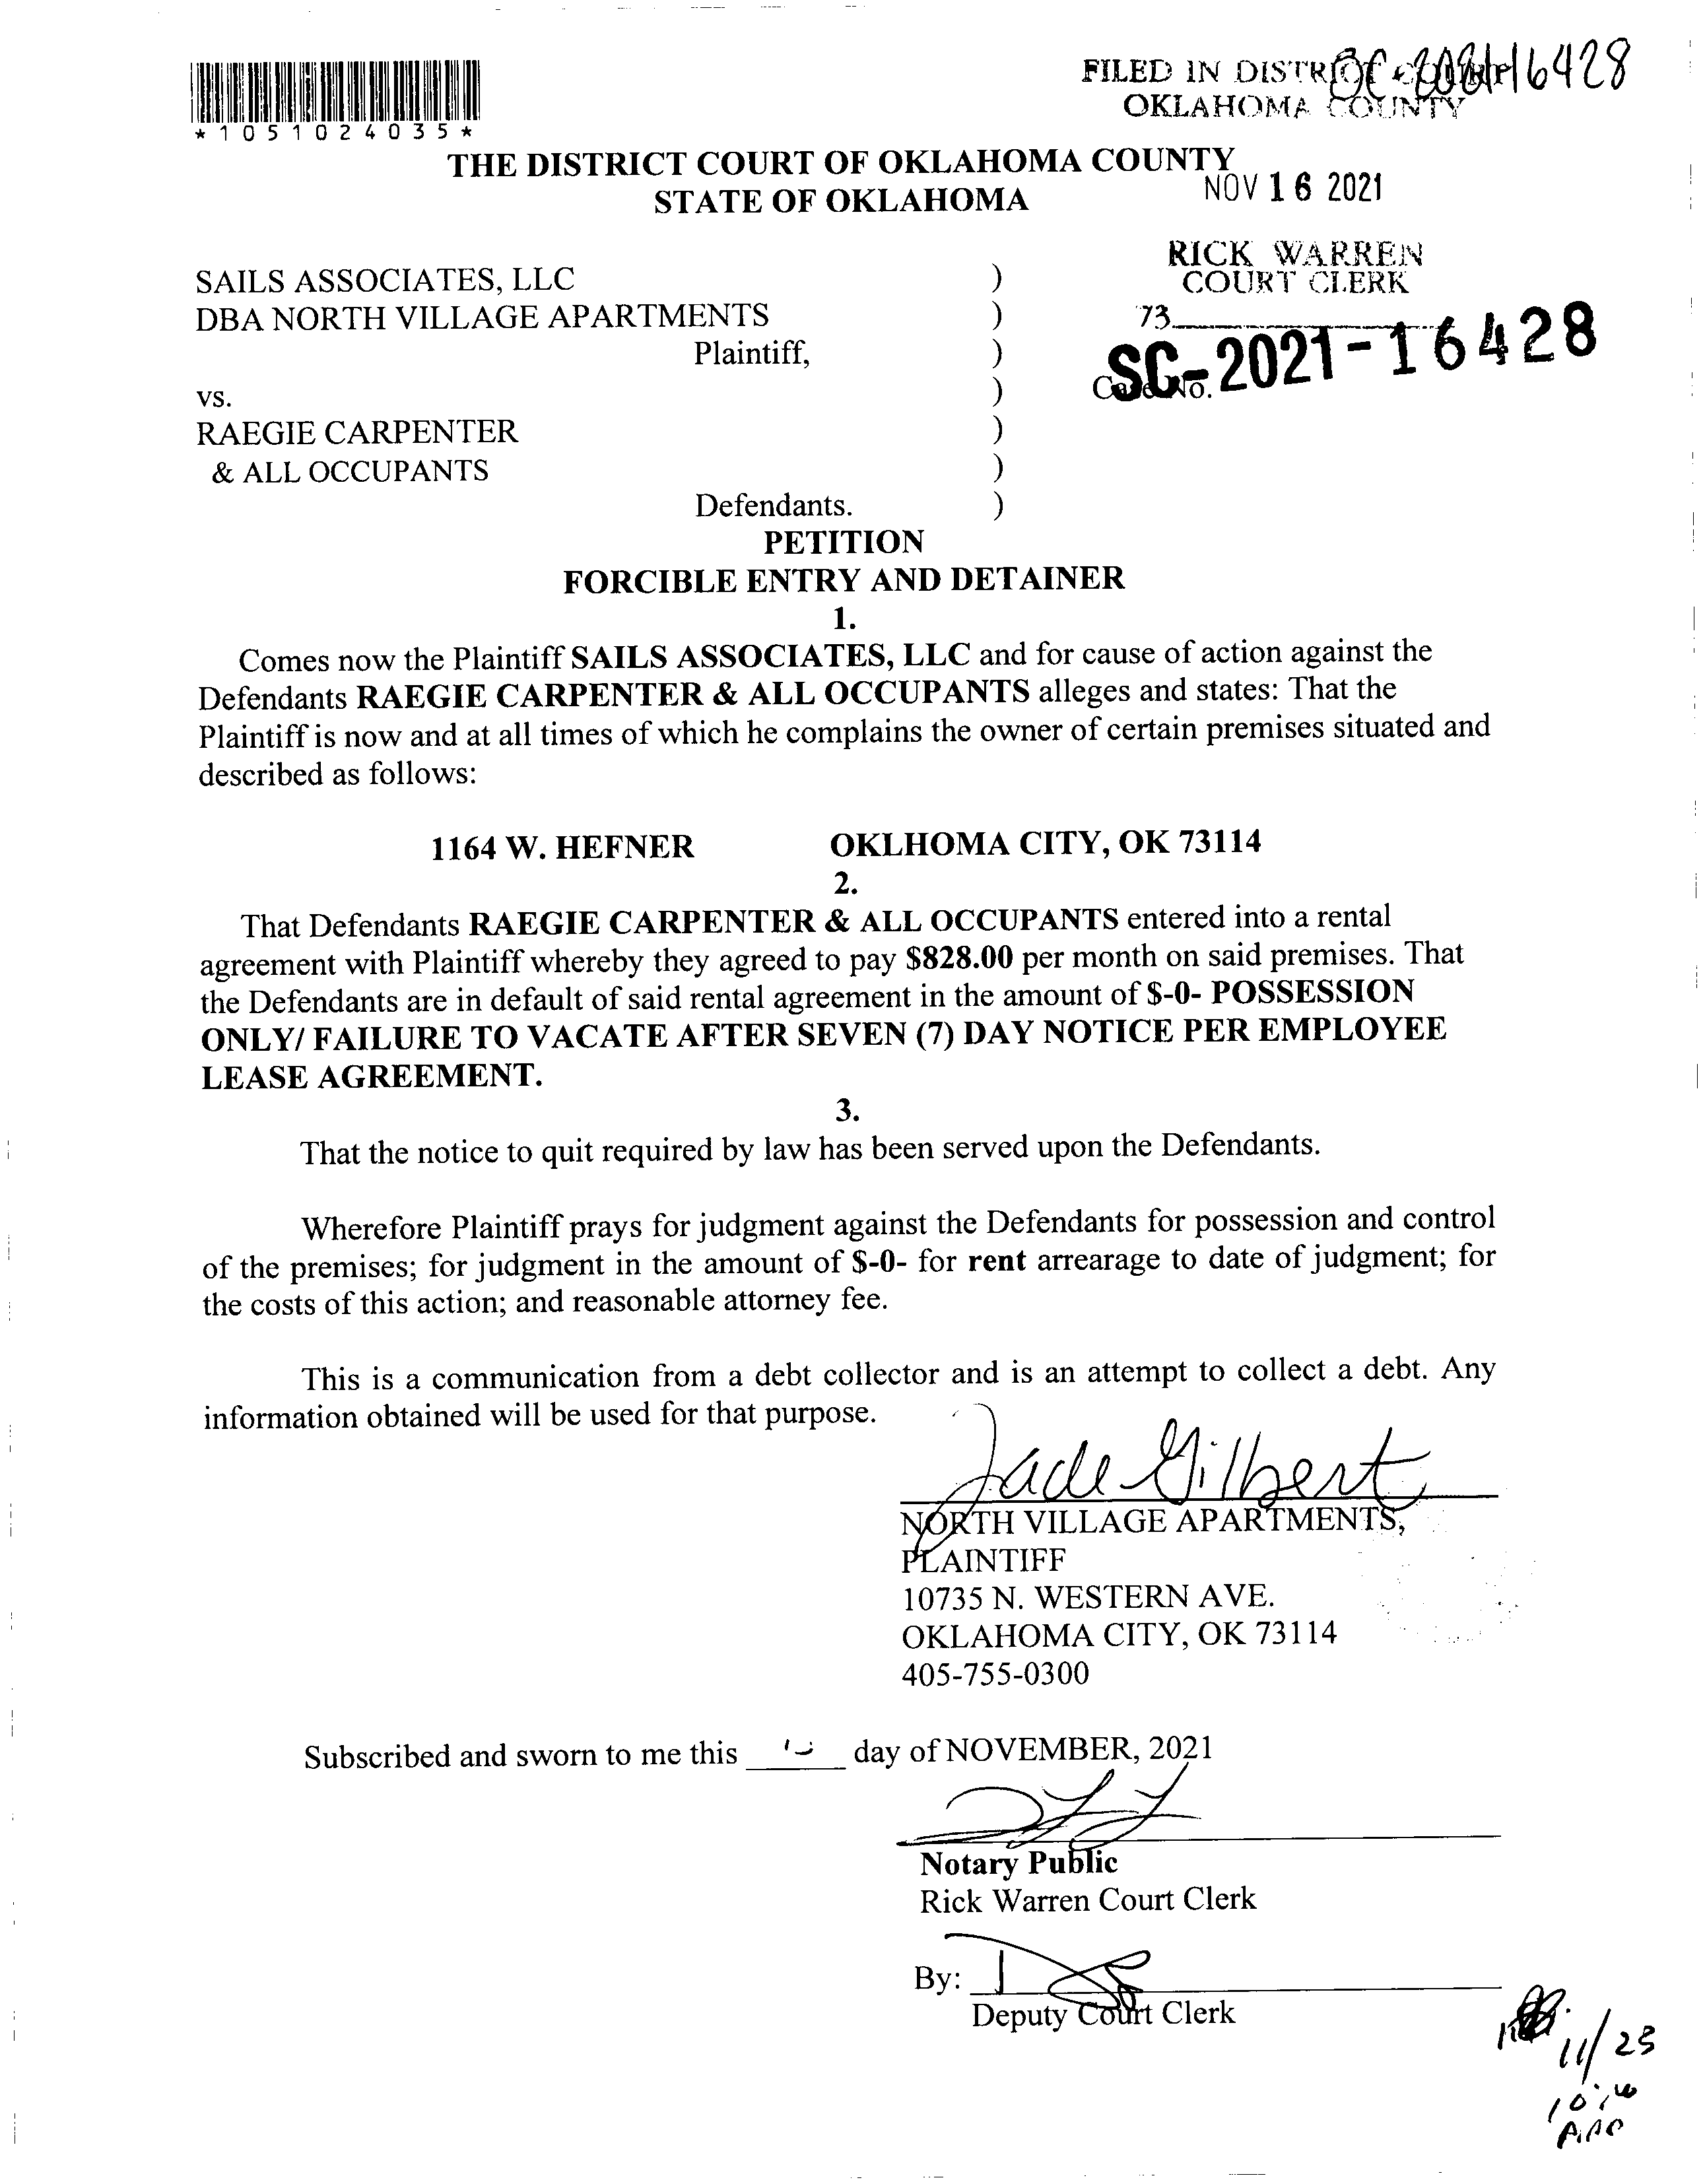 *1051024035*
FILED IN DISTRICT
OKLAHOMA COUNTY
16428
THE DISTRICT COURT OF OKLAHOMA COUNTY
STATE OF OKLAHOMA
NOV 16 2021
RICK WARREN
COURT CLERK
73
SC-2021-16428
Case No.
SAILS ASSOCIATES, LLC )
DBA NORTH VILLAGE APARTMENTS )
Plaintiff, )
vs. )
RAEGIE CARPENTER )
& ALL OCCUPANTS )
Defendants. )
PETITION
FORCIBLE ENTRY AND DETAINER
1.
Comes now the Plaintiff SAILS ASSOCIATES, LLC and for cause of action against the
Defendants RAEGIE CARPENTER & ALL OCCUPANTS alleges and states: That the
Plaintiff is now and at all times of which he complains the owner of certain premises situated and
described as follows:
1164 W. HEFNER OKLHOMA CITY, OK 73114
2.
That Defendants RAEGIE CARPENTER & ALL OCCUPANTS entered into a rental
agreement with Plaintiff whereby they agreed to pay $828.00 per month on said premises. That
the Defendants are in default of said rental agreement in the amount of $-0- POSSESSION
ONLY/ FAILURE TO VACATE AFTER SEVEN (7) DAY NOTICE PER EMPLOYEE
LEASE AGREEMENT.
3.
That the notice to quit required by law has been served upon the Defendants.
Wherefore Plaintiff prays for judgment against the Defendants for possession and control
of the premises; for judgment in the amount of $-0- for rent arrearage to date of judgment; for
the costs of this action; and reasonable attorney fee.
This is a communication from a debt collector and is an attempt to collect a debt. Any
information obtained will be used for that purpose.
Jade Gilbert
NORTH VILLAGE APARTMENTS,
PLAINTIFF
10735 N. WESTERN AVE.
OKLAHOMA CITY, OK 73114
405-755-0300
Subscribed and sworn to me this day of NOVEMBER, 2021
Notary Public
Rick Warren Court Clerk
By:
Deputy Court Clerk
11/23